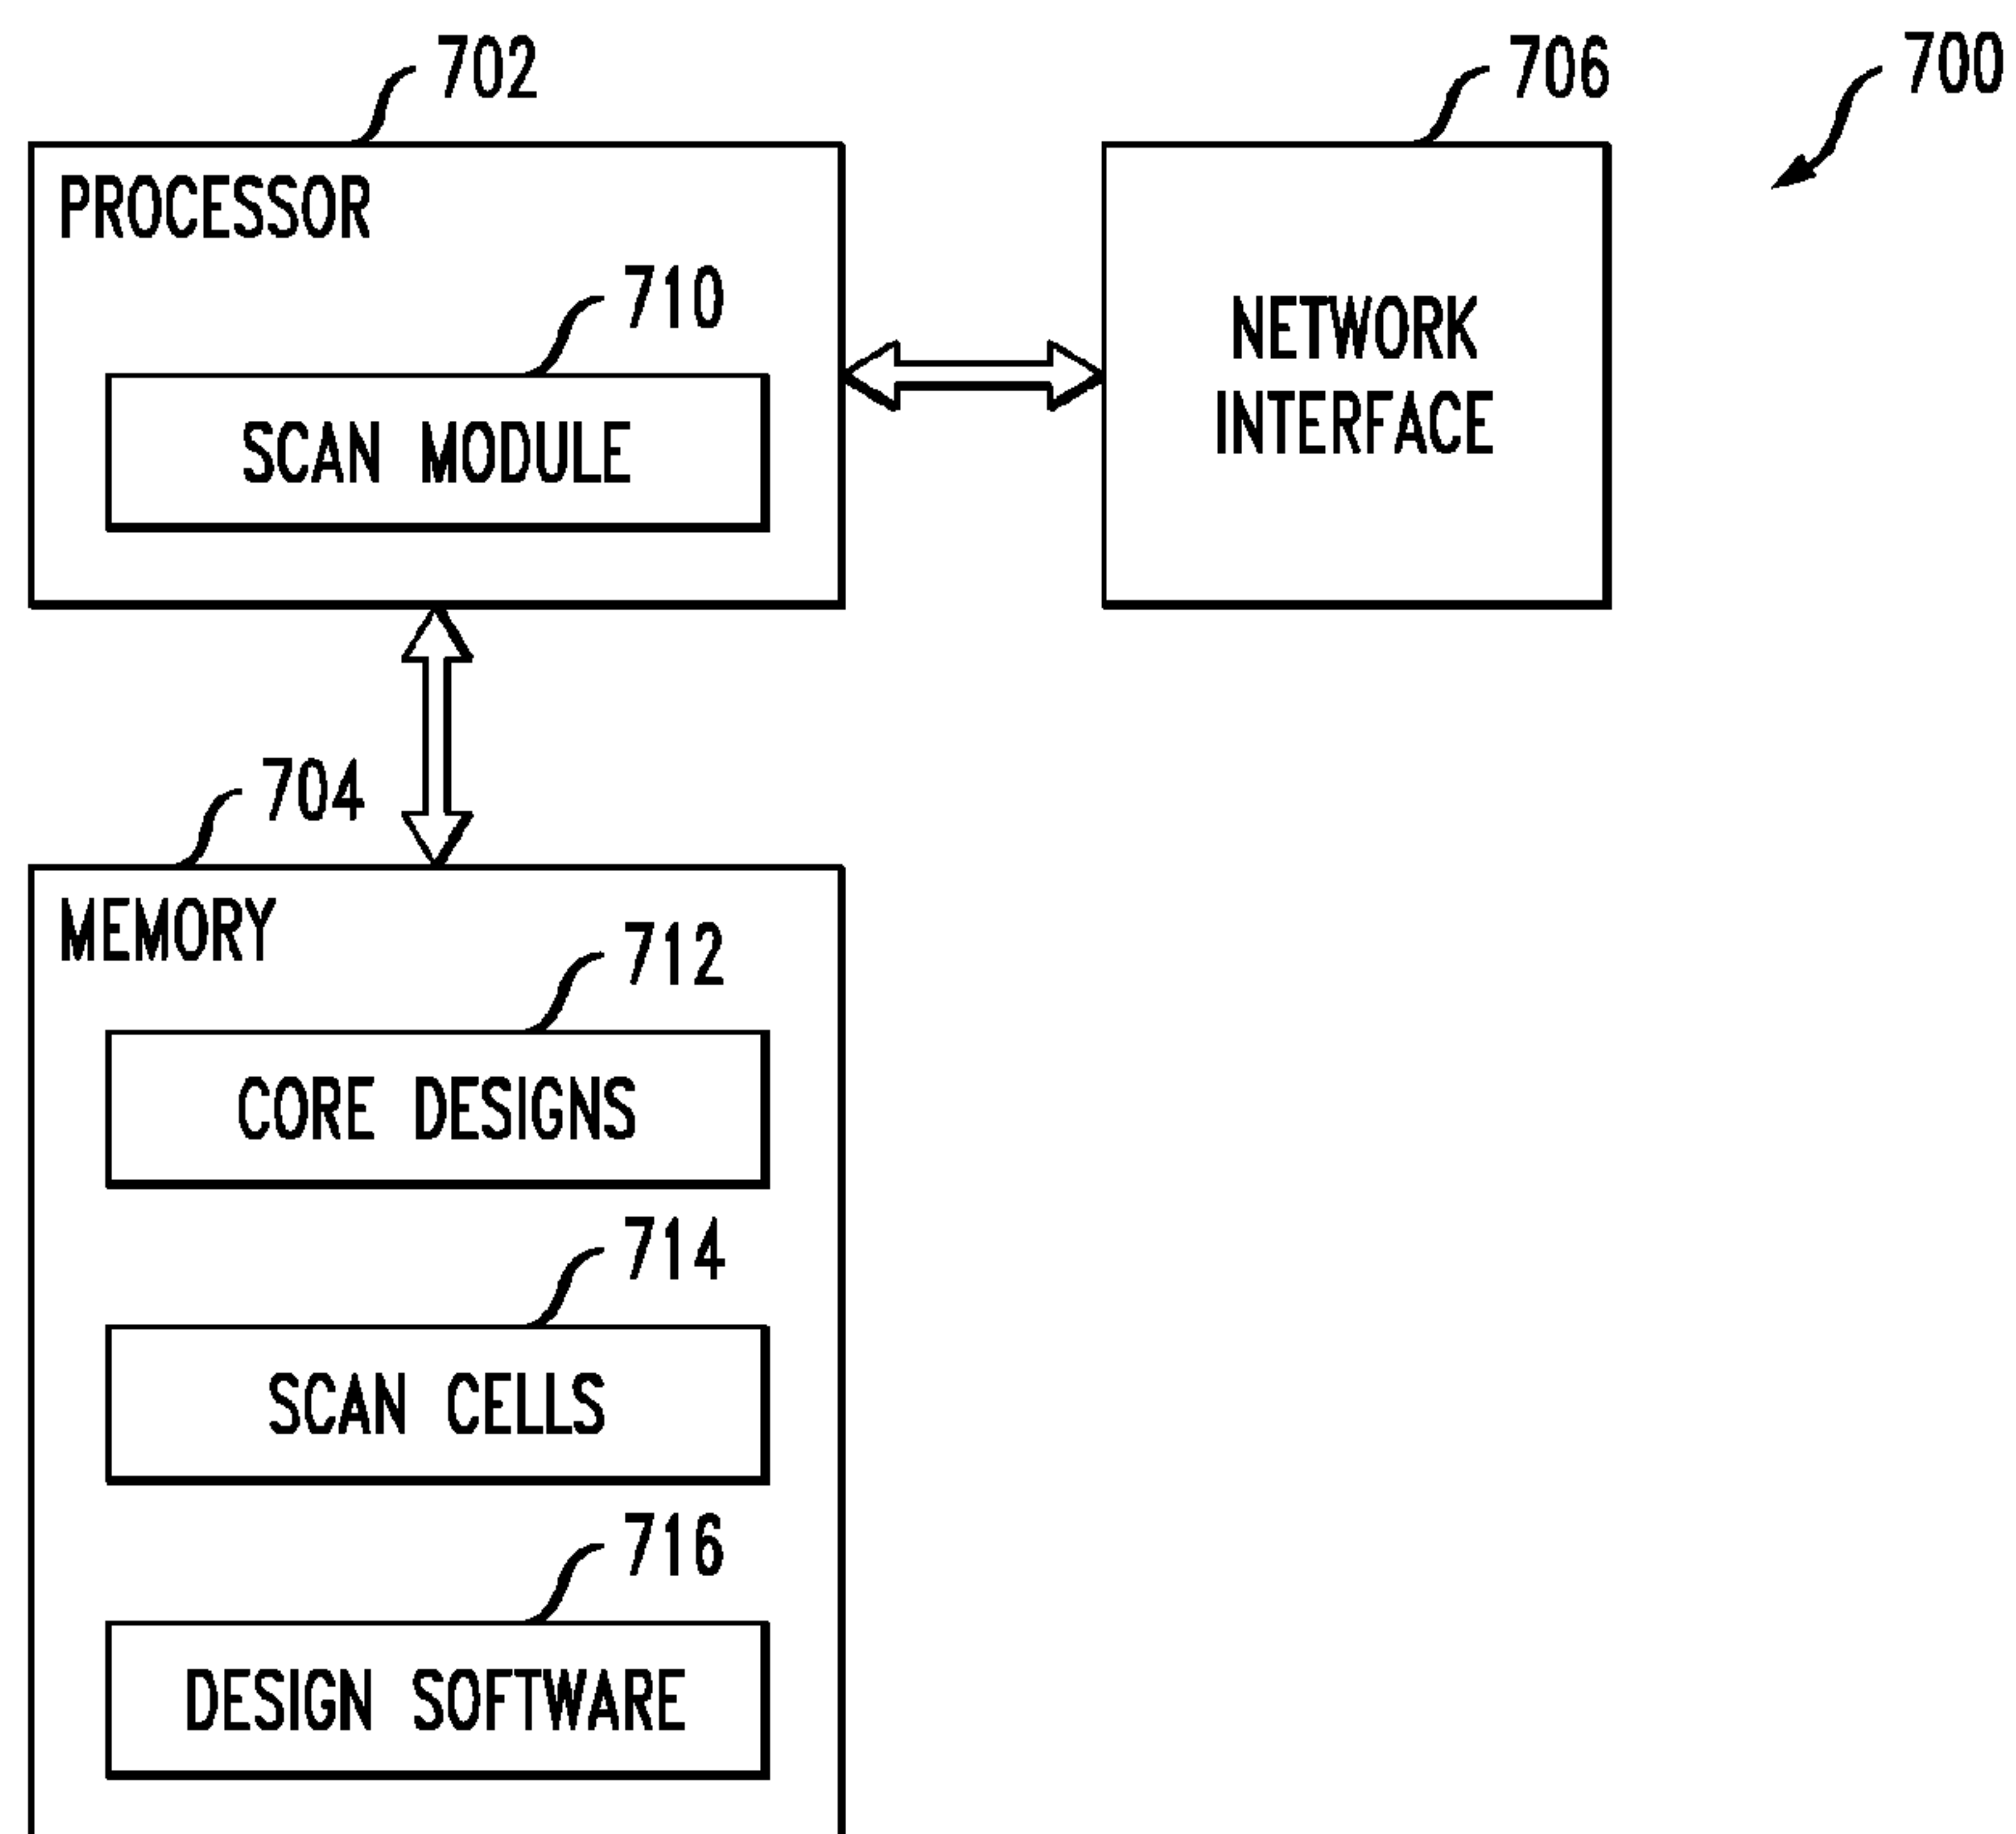 702
706
700
PROCESSOR
710
SCAN MODULE
NETWORK
INTERFACE
704
MEMORY
712
CORE DESIGNS
714
SCAN CELLS
716
DESIGN SOFTWARE